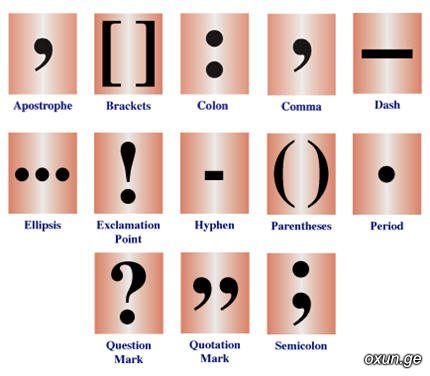 ’ [ ] : , —
Apostrophe Brackets Colon Comma Dash
... ! - ( ) .
Ellipsis Exclamation Point Hyphen Parentheses Period
? ” ;
Question Mark Quotation Mark Semicolon
oxun.ge